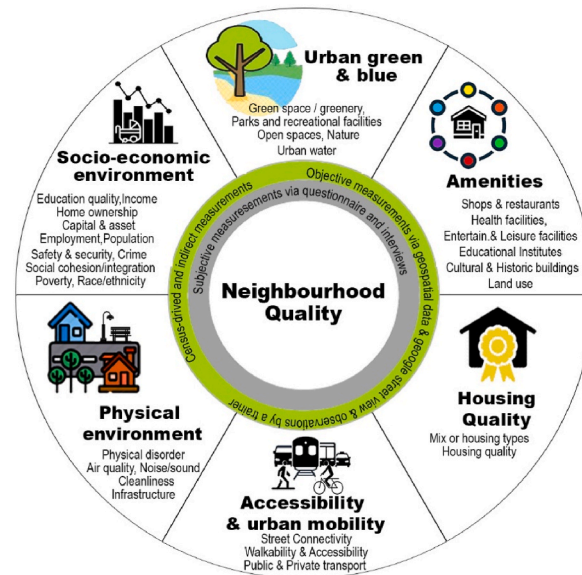 Urban green
& blue
Green space / greenery,
Parks and recreational facilities
Open spaces, Nature
Urban water
Amenities
Shops & restaurants
Health facilities,
Entertain.& Leisure facilities
Educational Institutes
Cultural & Historic buildings
Land use
Housing
Quality
Mix or housing types
Housing quality
Accessibility
& urban mobility
Street Connectivity
Walkability & Accessibility
Public & Private transport
Physical
environment
Physical disorder
Air quality, Noise/sound
Cleanliness
Infrastructure
Socio-economic
environment
Education quality,Income
Home ownership
Capital & asset
Employment,Population
Safety & security, Crime
Social cohesion/integration
Poverty, Race/ethnicity
Census-drived and indirect measurements
Objective measurements via geospatial data & geogle street view & observations by a trainer
Subjective measuresements via questionnaire and interviews
Neighbourhood
Quality